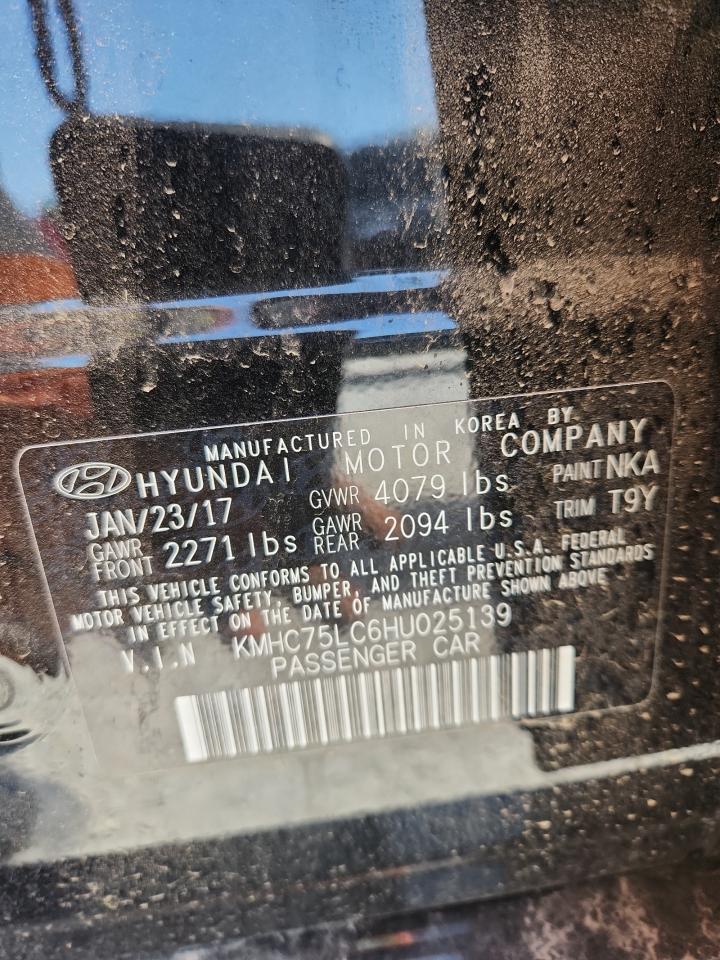 MANUFACTURED IN KOREA BY
HYUNDAI MOTOR COMPANY
JAN/23/17 GVWR 4079 lbs PAINT NKA
GAWR FRONT 2271 lbs GAWR REAR 2094 lbs TRIM T9Y
THIS VEHICLE CONFORMS TO ALL APPLICABLE U.S.A. FEDERAL
MOTOR VEHICLE SAFETY, BUMPER, AND THEFT PREVENTION STANDARDS
IN EFFECT ON THE DATE OF MANUFACTURE SHOWN ABOVE
V.I.N KMHC75LC6HU025139
PASSENGER CAR